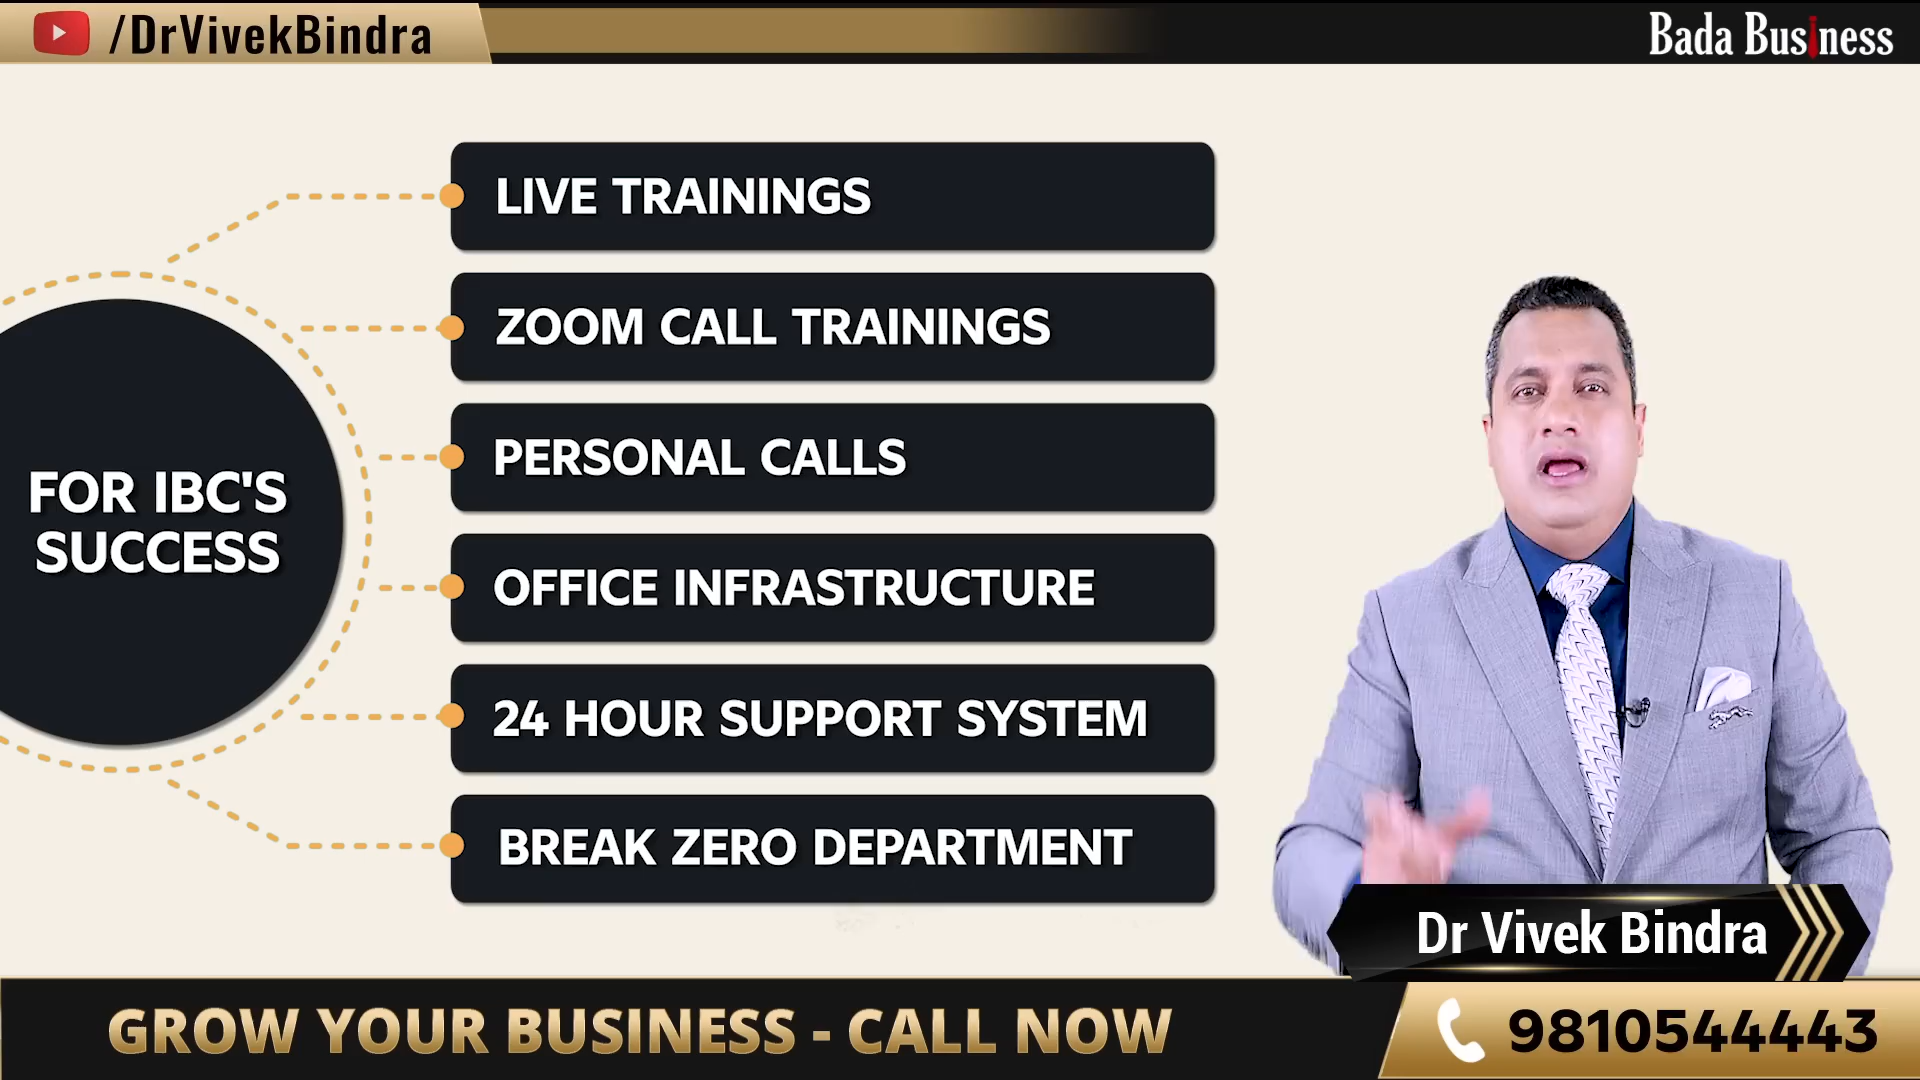 /DrVivekBindra
Bada Business
LIVE TRAININGS
ZOOM CALL TRAININGS
PERSONAL CALLS
FOR IBC'S
SUCCESS
OFFICE INFRASTRUCTURE
24 HOUR SUPPORT SYSTEM
BREAK ZERO DEPARTMENT
Dr Vivek Bindra
GROW YOUR BUSINESS - CALL NOW
9810544443